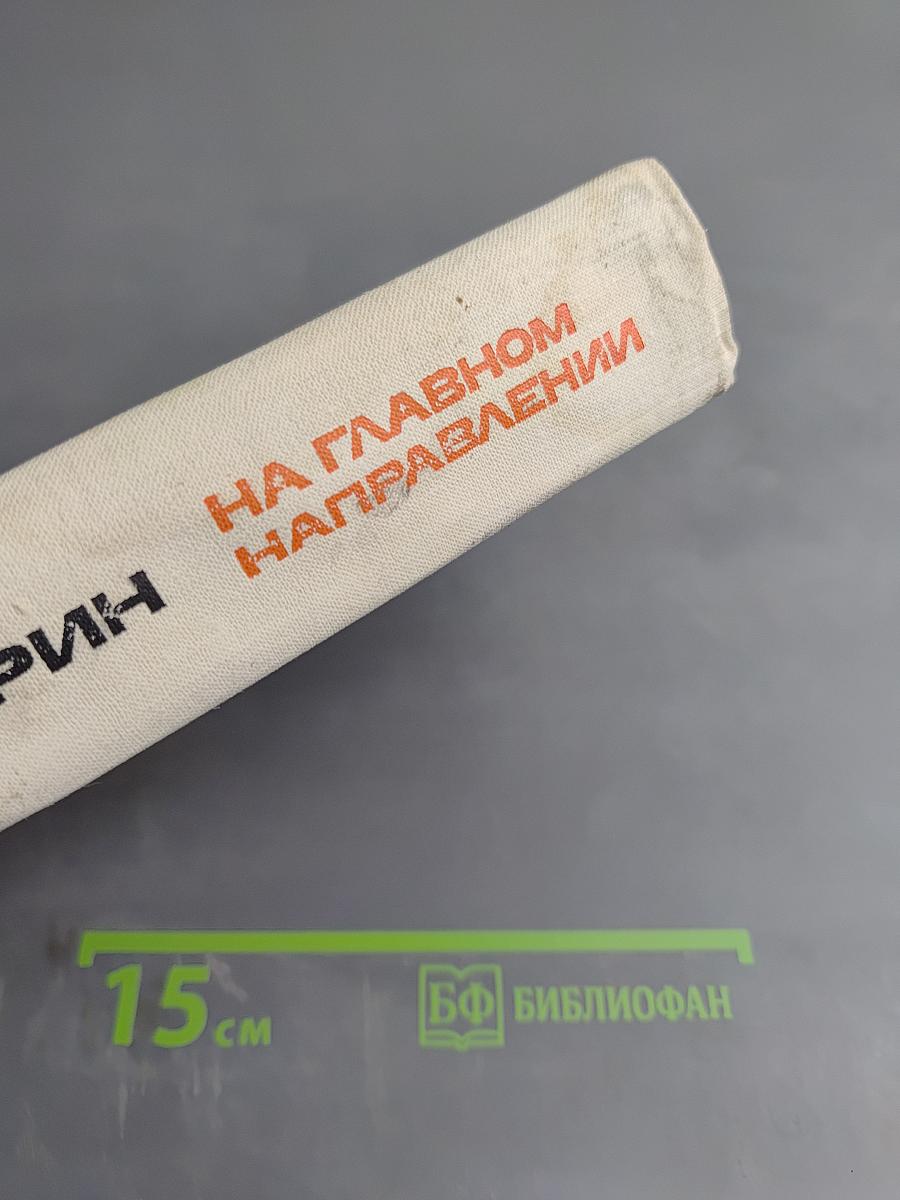 РИН
НА ГЛАВНОМ
НАПРАВЛЕНИИ
15 см
БФ БИБЛИОФАН